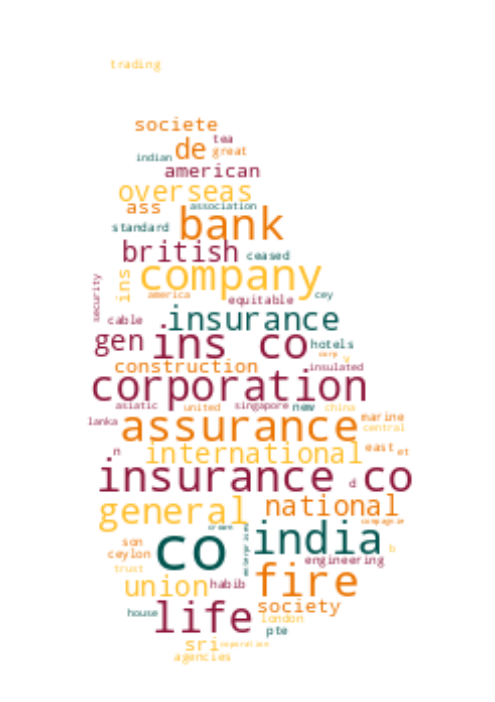 trading
societe
tea
de great
indian
american
overseas
ass association
standard bank
british ceased
ins company
security america equitable cey
cable .insurance
gen ins co hotels
corp
construction v insulated
corporation
asiatic united singapore new china
lanka assurance marine
central
n international east et
.insurance co
d
general national
crown compagnie
co india
son enterprises b
ceylon engineering
trust union habib fire
house life society
london
pte
sri corporation
agencies